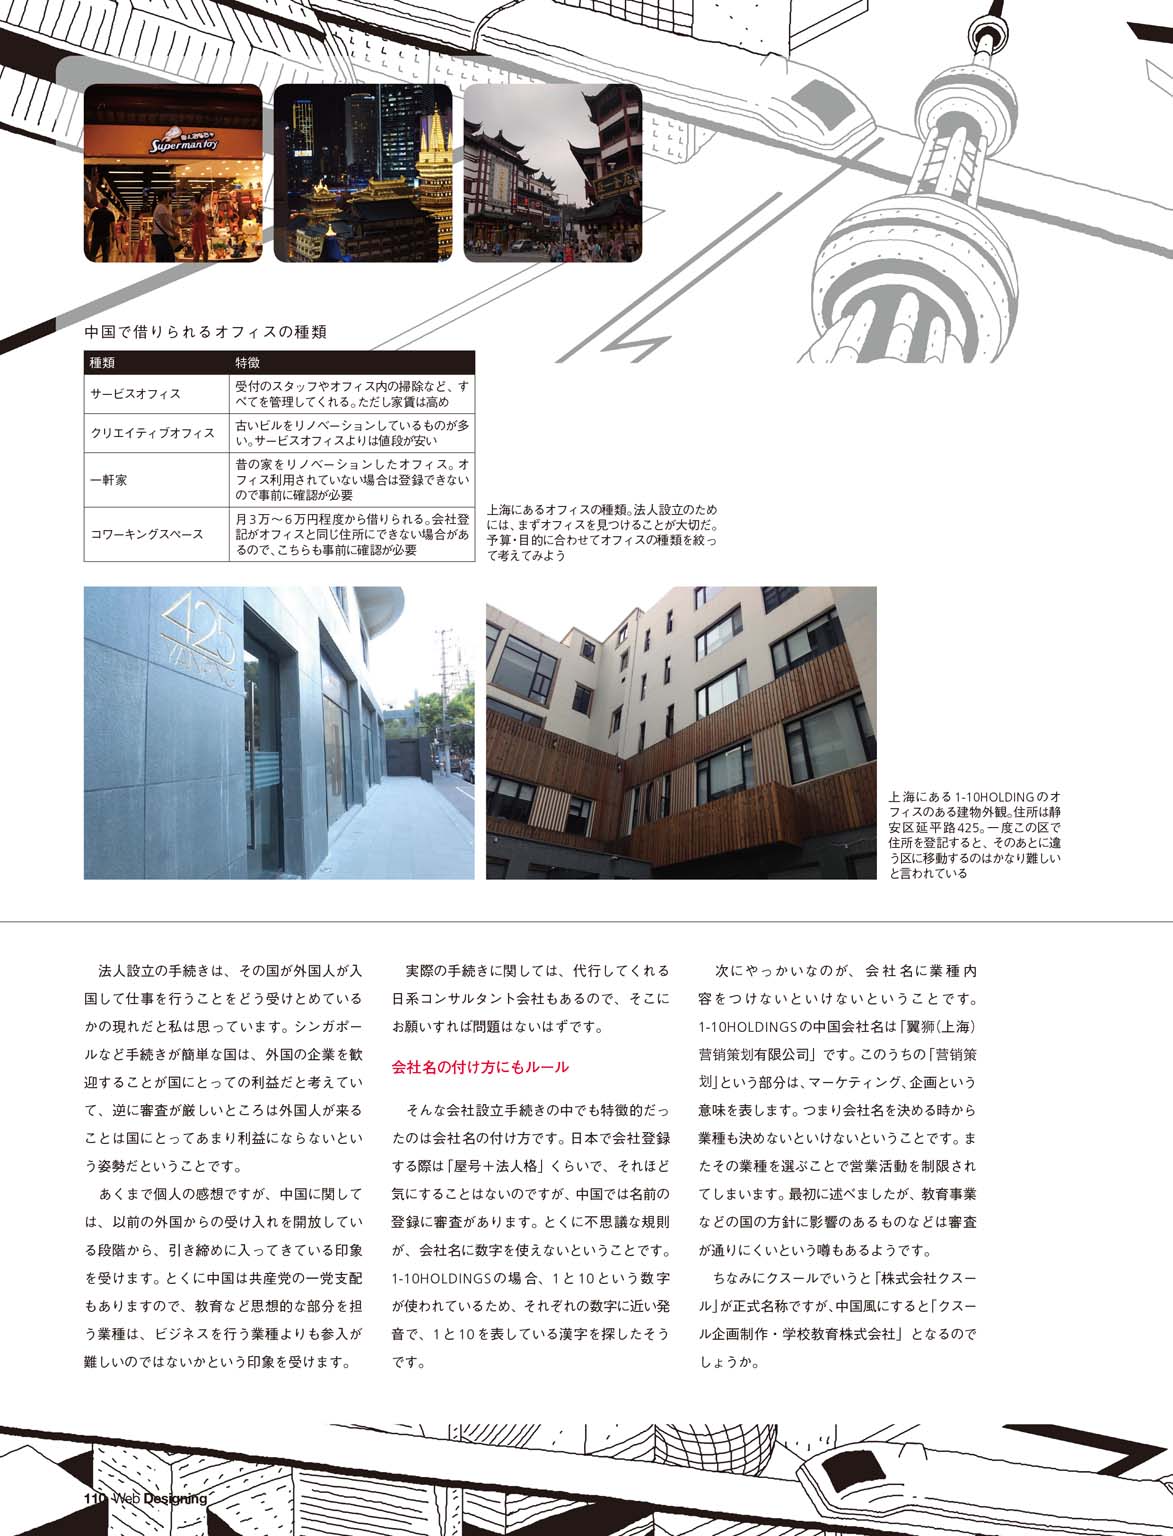 Superman toy
中国で借りられるオフィスの種類
種類 特徴
サービスオフィス
受付のスタッフやオフィス内の掃除など、す
べてを管理してくれる。ただし家賃は高め
クリエイティブオフィス
古いビルをリノベーションしているものが多
い。サービスオフィスよりは値段が安い
一軒家
昔の家をリノベーションしたオフィス。オ
フィス利用されていない場合は登録できない
ので事前に確認が必要
コワーキングスペース
月3万〜6万円程度から借りられる。会社登
記がオフィスと同じ住所にできない場合があ
るので、こちらも事前に確認が必要
上海にあるオフィスの種類。法人設立のため
には、まずオフィスを見つけることが大切だ。
予算・目的に合わせてオフィスの種類を絞っ
て考えてみよう
425
YANPING
上海にある1-10HOLDINGのオ
フィスのある建物外観。住所は静
安区延平路425。一度この区で
住所を登記すると、そのあとに違
う区に移動するのはかなり難しい
と言われている
法人設立の手続きは、その国が外国人が入
国して仕事を行うことをどう受けとめている
かの現れだと私は思っています。シンガポー
ルなど手続きが簡単な国は、外国の企業を歓
迎することが国にとっての利益だと考えてい
て、逆に審査が厳しいところは外国人が来る
ことは国にとってあまり利益にならないとい
う姿勢だということです。
あくまで個人の感想ですが、中国に関して
は、以前の外国からの受け入れを開放してい
る段階から、引き締めに入ってきている印象
を受けます。とくに中国は共産党の一党支配
もありますので、教育など思想的な部分を担
う業種は、ビジネスを行う業種よりも参入が
難しいのではないかという印象を受けます。
実際の手続きに関しては、代行してくれる
日系コンサルタント会社もあるので、そこに
お願いすれば問題はないはずです。
会社名の付け方にもルール
そんな会社設立手続きの中でも特徴的だっ
たのは会社名の付け方です。日本で会社登録
する際は「屋号＋法人格」くらいで、それほど
気にすることはないのですが、中国では名前の
登録に審査があります。とくに不思議な規則
が、会社名に数字を使えないということです。
1-10HOLDINGSの場合、1と10という数字
が使われているため、それぞれの数字に近い発
音で、1と10を表している漢字を探したそう
です。
次にやっかいなのが、会社名に業種内
容をつけないといけないということです。
1-10HOLDINGSの中国会社名は「翼狮（上海）
营销策划有限公司」です。このうちの「营销策
划」という部分は、マーケティング、企画という
意味を表します。つまり会社名を決める時から
業種も決めないといけないということです。ま
たその業種を選ぶことで営業活動を制限され
てしまいます。最初に述べましたが、教育事業
などの国の方針に影響のあるものなどは審査
が通りにくいという噂もあるようです。
ちなみにクスールでいうと「株式会社クスー
ル」が正式名称ですが、中国風にすると「クスー
ル企画制作・学校教育株式会社」となるので
しょうか。
110 Web Designing